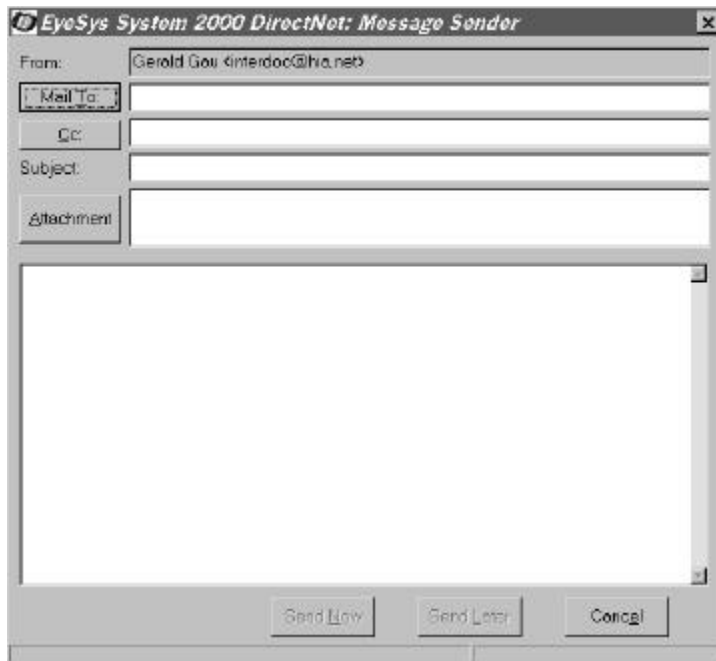 EyeSys System 2000 DirectNet: Message Sender
From: Gerald Gou <interdoc@hia.net>
Mail To:
Cc:
Subject:
Attachment
Send Now Send Later Cancel